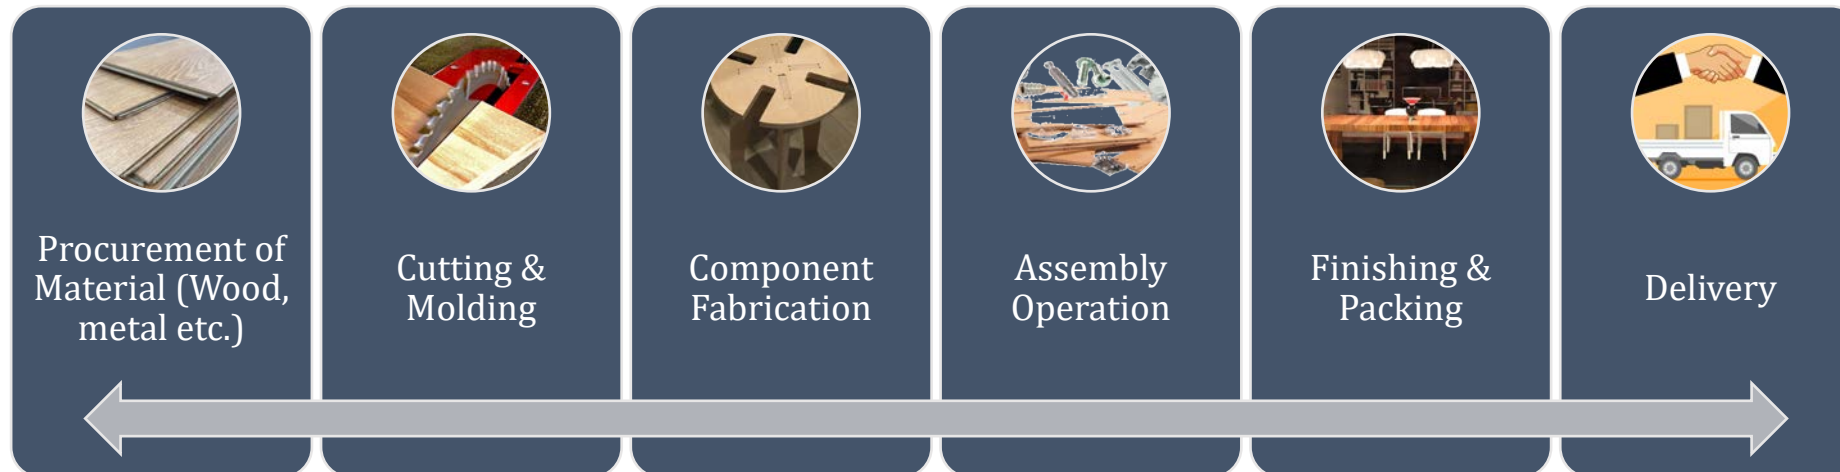 Procurement of
Material (Wood,
metal etc.)
Cutting &
Molding
Component
Fabrication
Assembly
Operation
Finishing &
Packing
Delivery